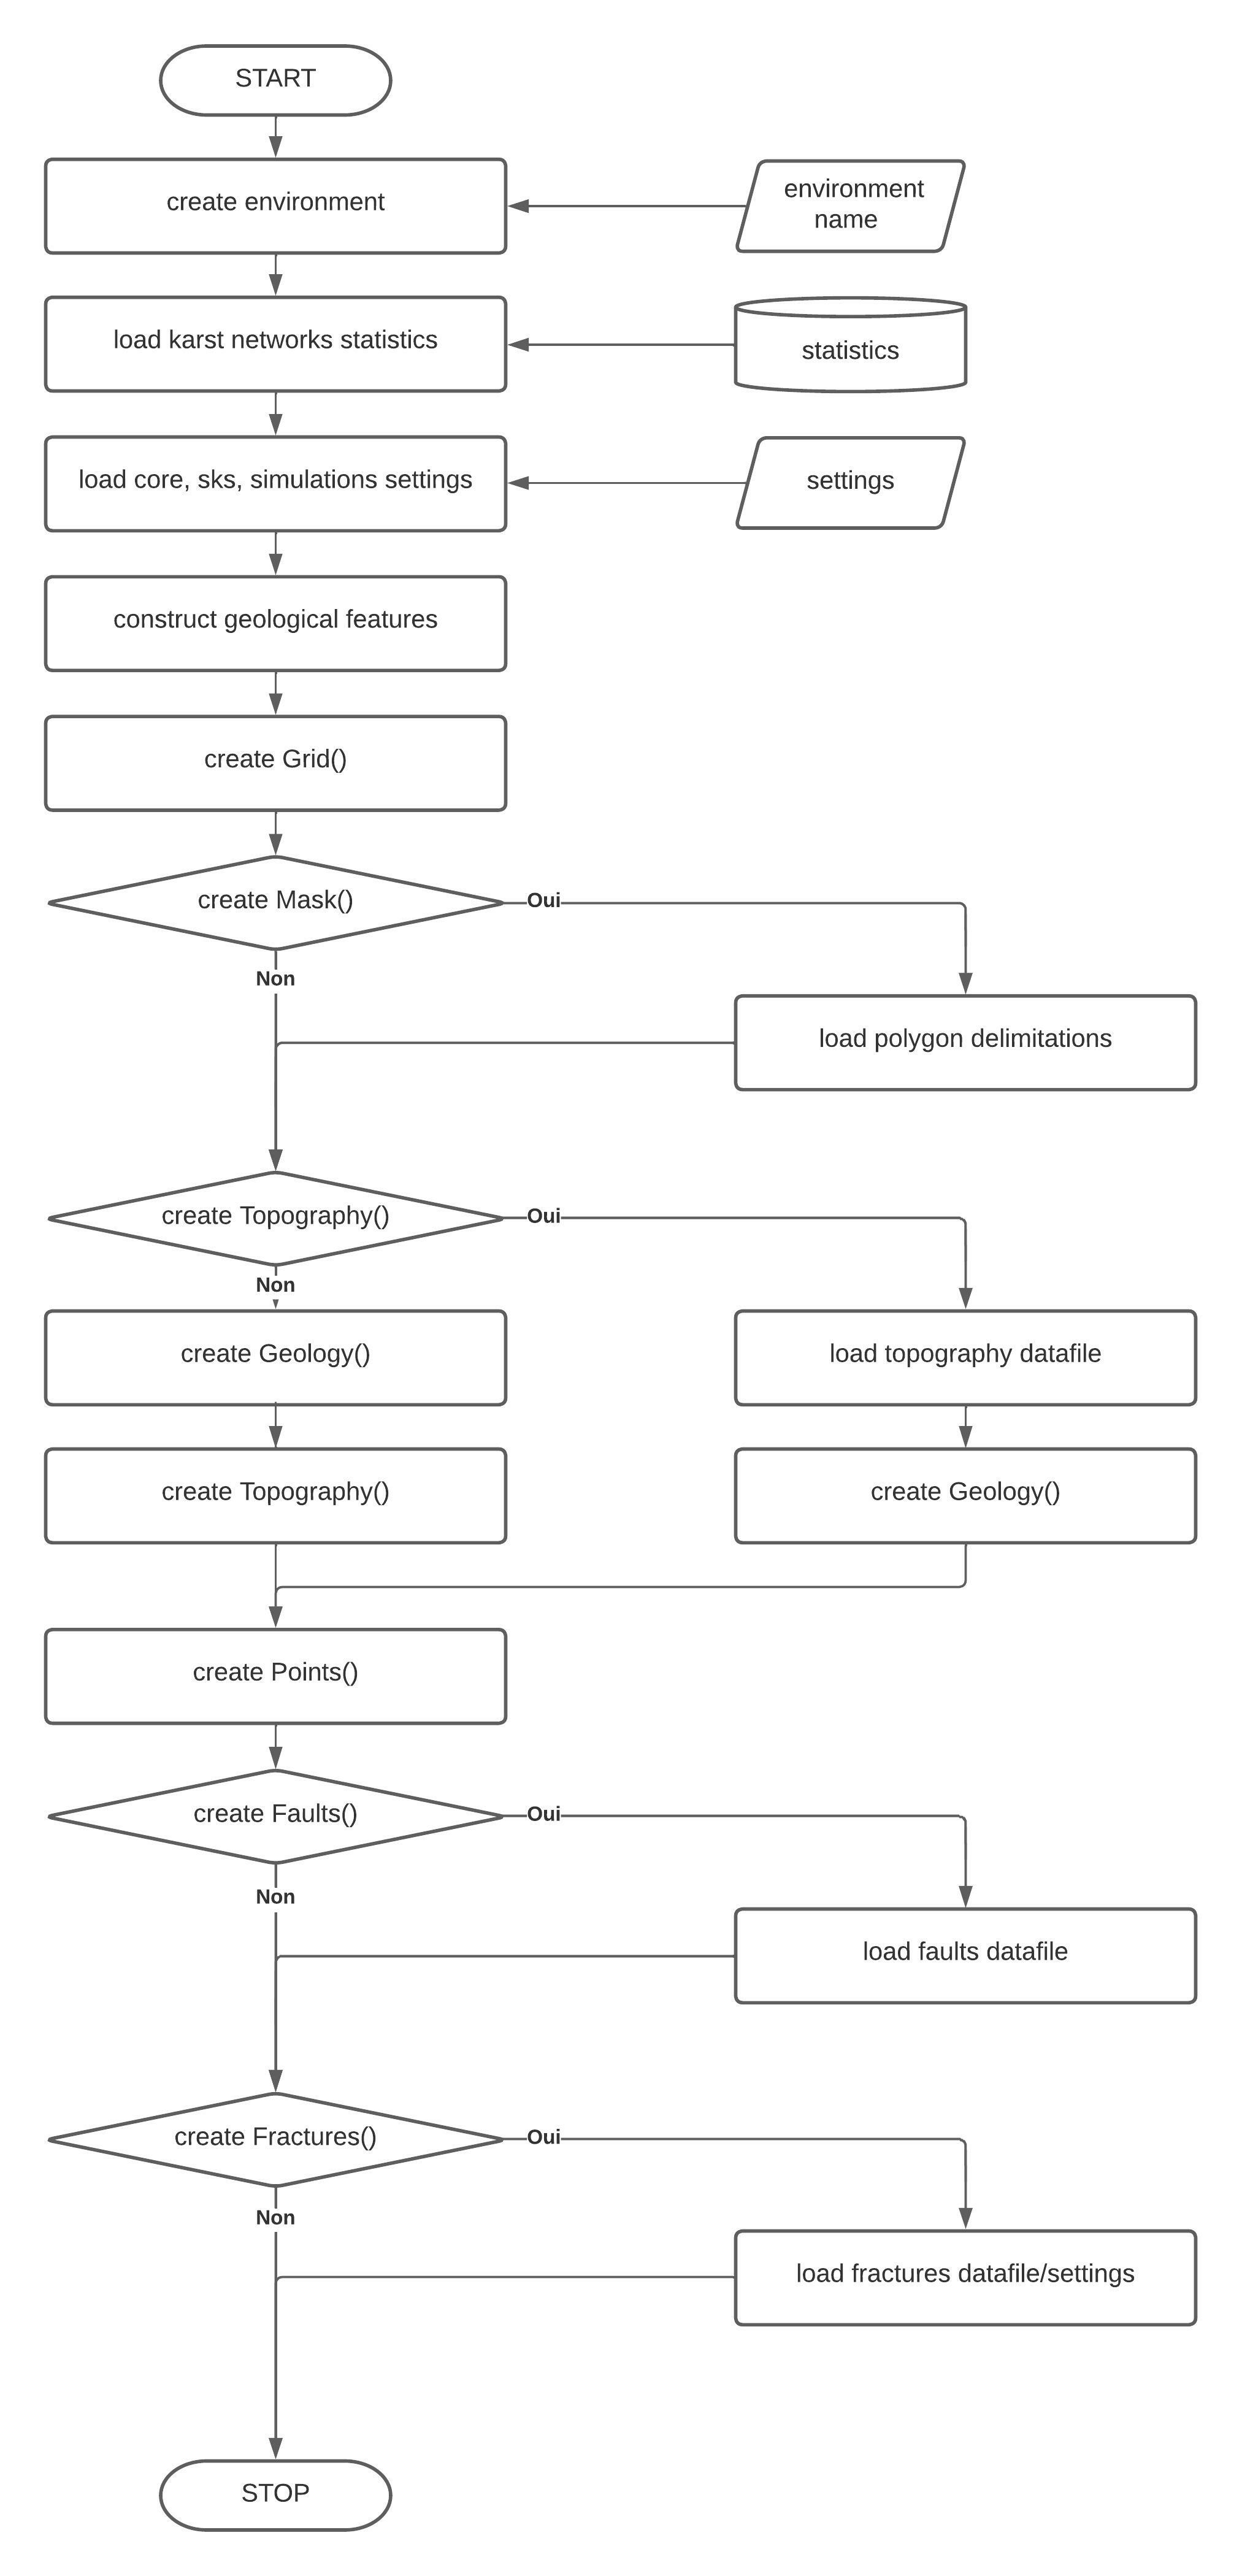 START
create environment
environment
name
load karst networks statistics
statistics
load core, sks, simulations settings
settings
construct geological features
create Grid()
create Mask()
Oui
Non
load polygon delimitations
create Topography()
Oui
Non
create Geology()
load topography datafile
create Topography()
create Geology()
create Points()
create Faults()
Oui
Non
load faults datafile
create Fractures()
Oui
Non
load fractures datafile/settings
STOP